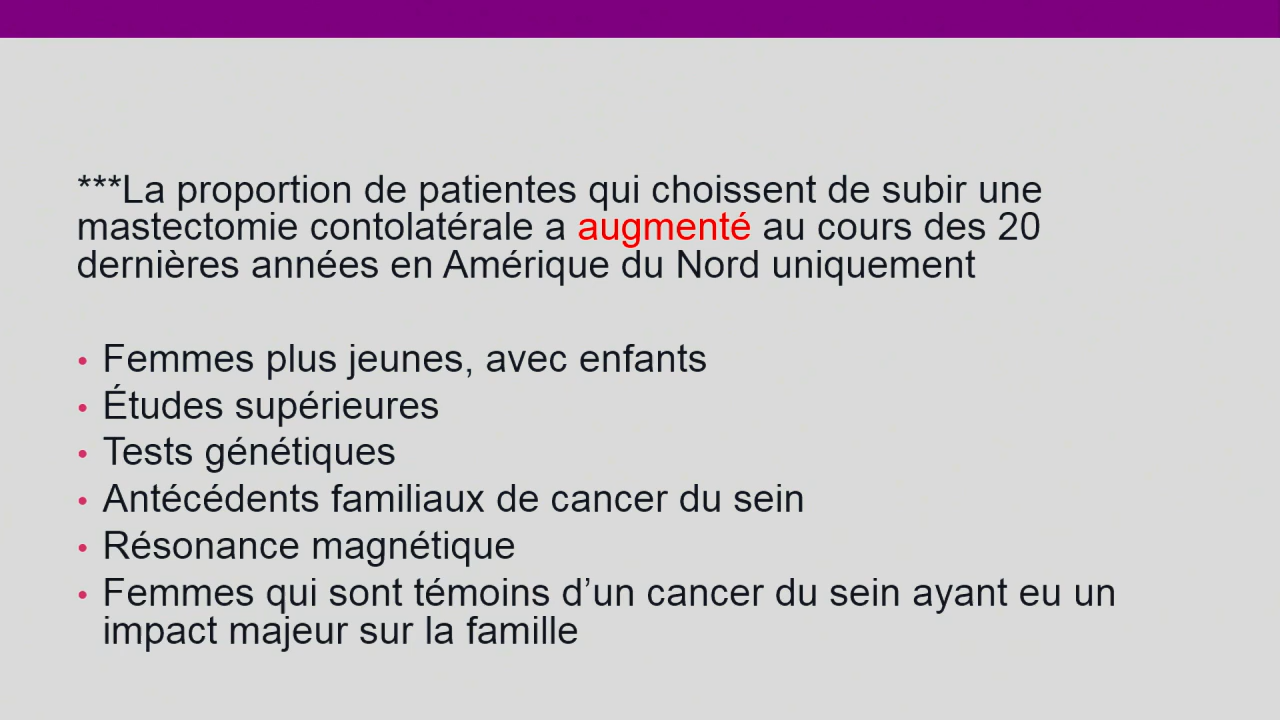 ***La proportion de patientes qui choissent de subir une
mastectomie contolatérale a augmenté au cours des 20
dernières années en Amérique du Nord uniquement
• Femmes plus jeunes, avec enfants
• Études supérieures
• Tests génétiques
• Antécédents familiaux de cancer du sein
• Résonance magnétique
• Femmes qui sont témoins d’un cancer du sein ayant eu un
impact majeur sur la famille